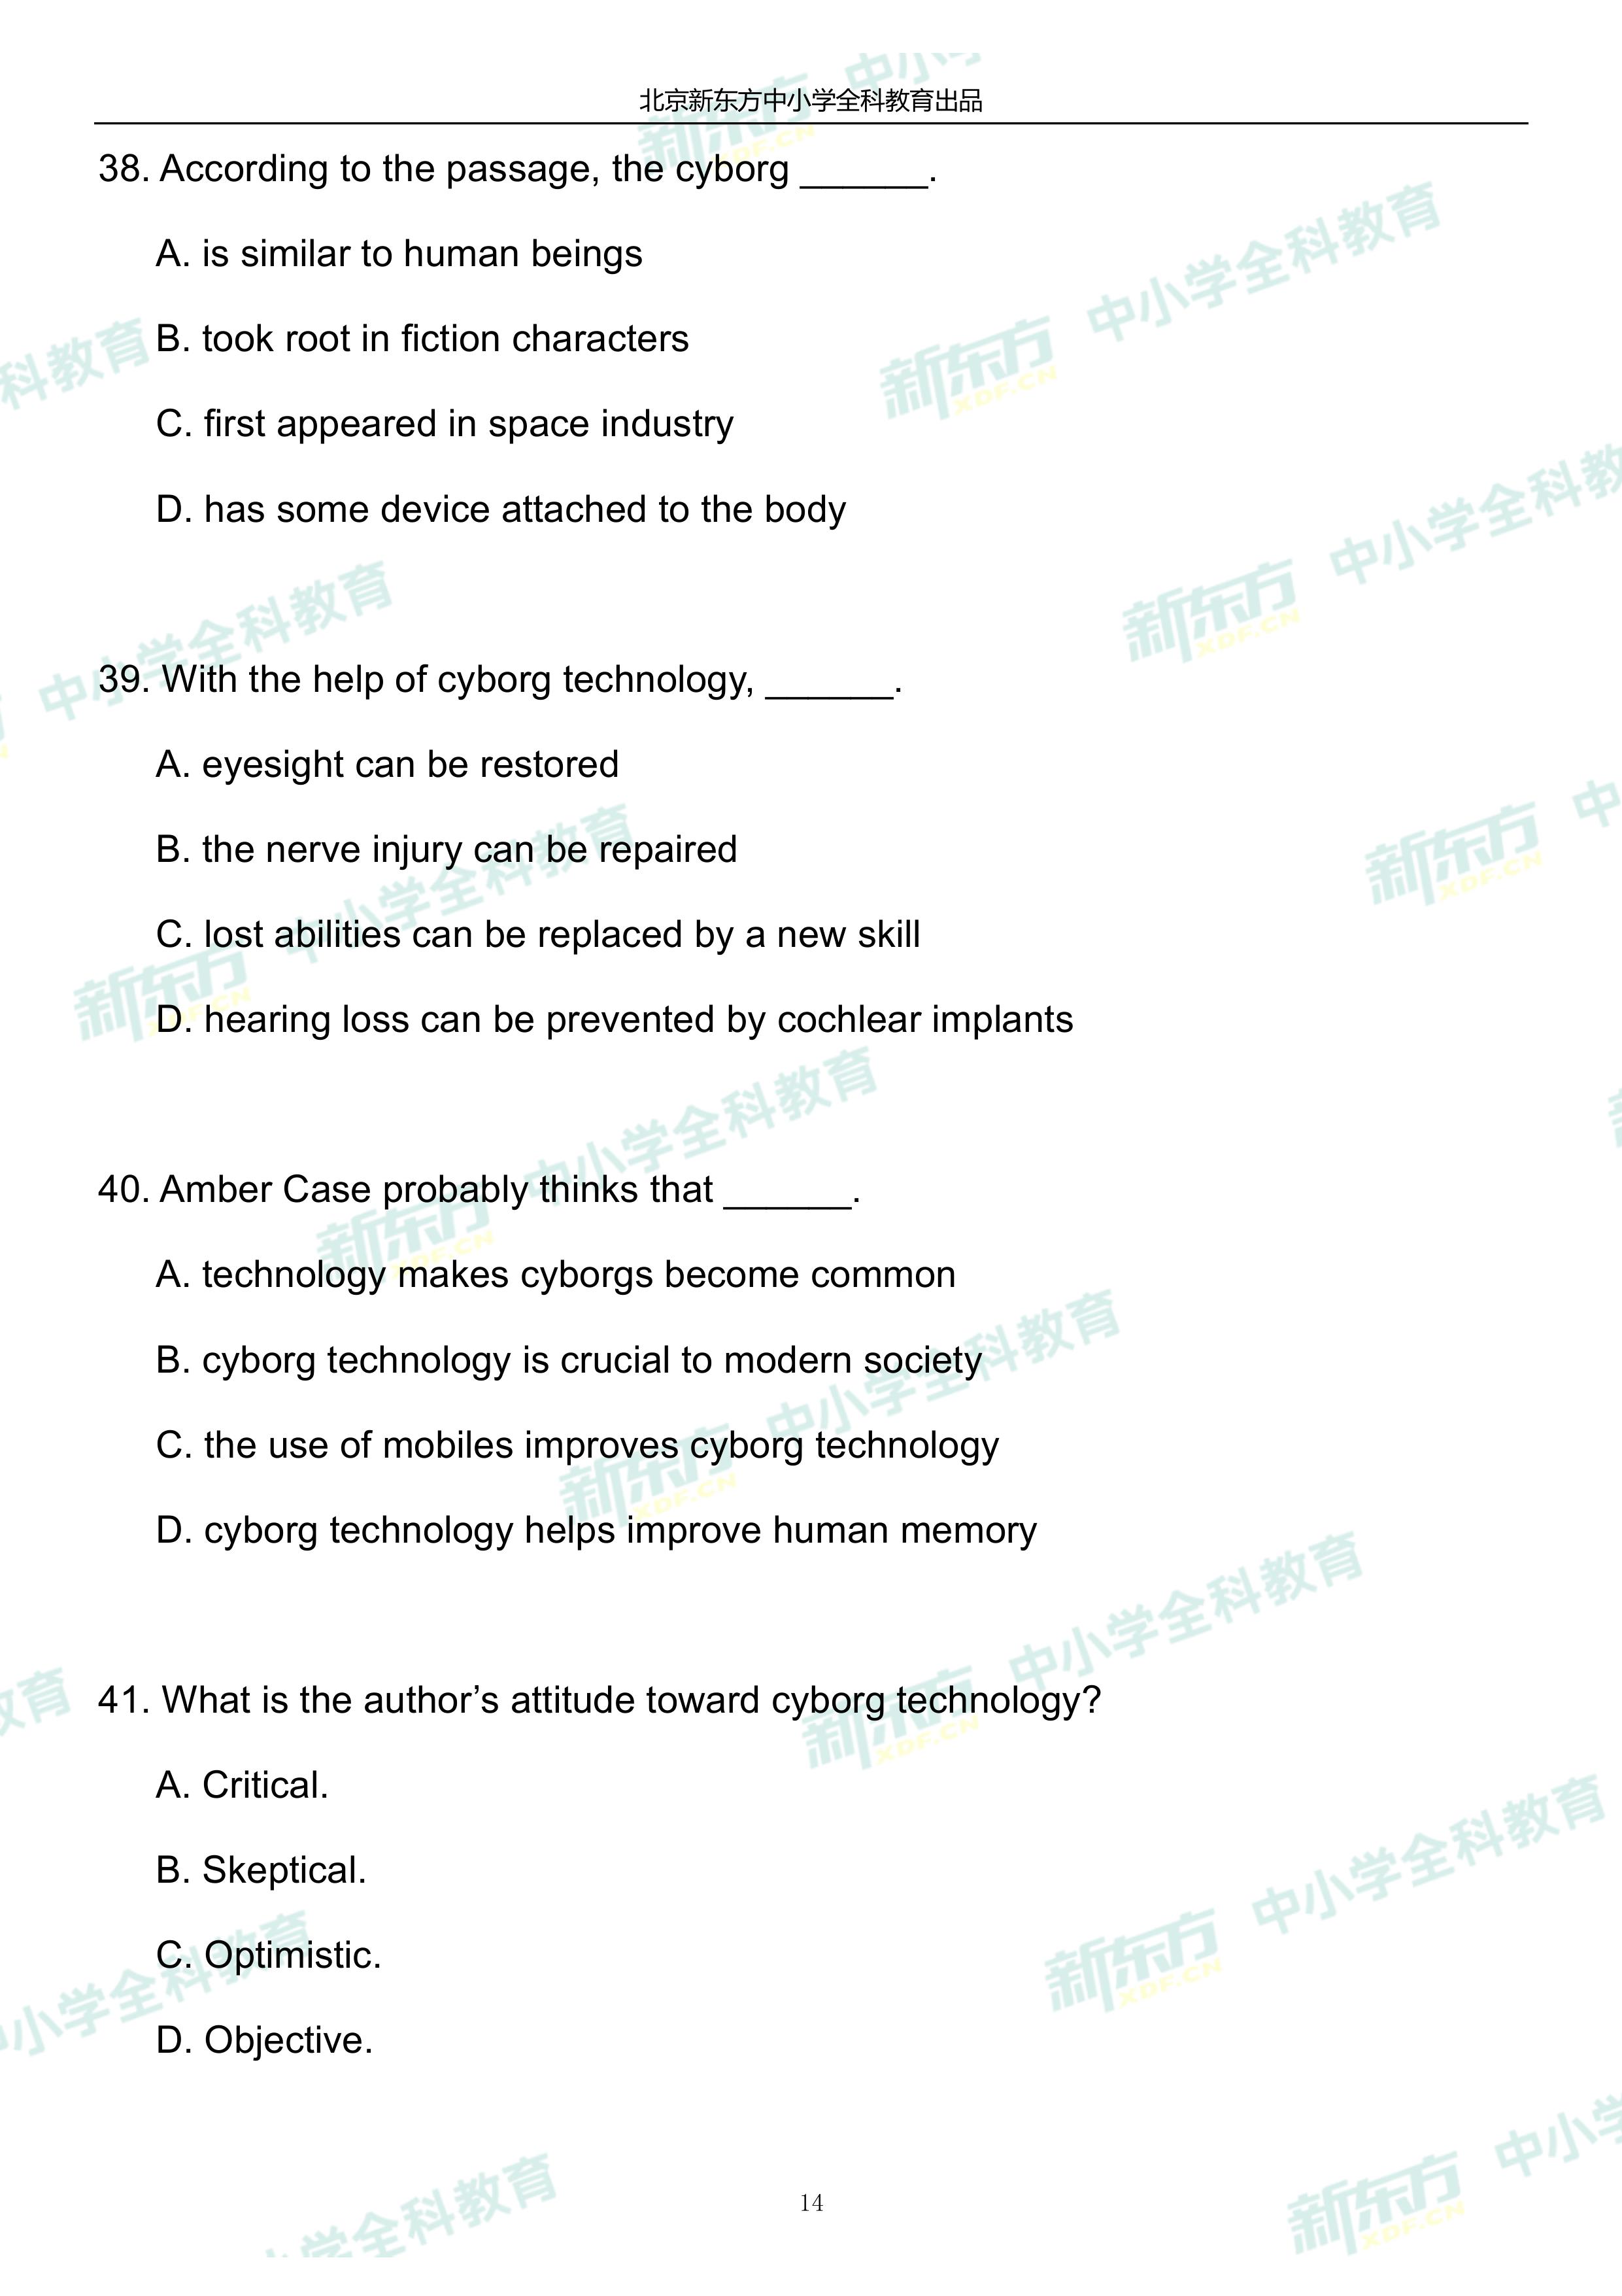 北京新东方中小学全科教育出品
38. According to the passage, the cyborg ______.
A. is similar to human beings
B. took root in fiction characters
C. first appeared in space industry
D. has some device attached to the body
39. With the help of cyborg technology, ______.
A. eyesight can be restored
B. the nerve injury can be repaired
C. lost abilities can be replaced by a new skill
D. hearing loss can be prevented by cochlear implants
40. Amber Case probably thinks that ______.
A. technology makes cyborgs become common
B. cyborg technology is crucial to modern society
C. the use of mobiles improves cyborg technology
D. cyborg technology helps improve human memory
41. What is the author’s attitude toward cyborg technology?
A. Critical.
B. Skeptical.
C. Optimistic.
D. Objective.
14